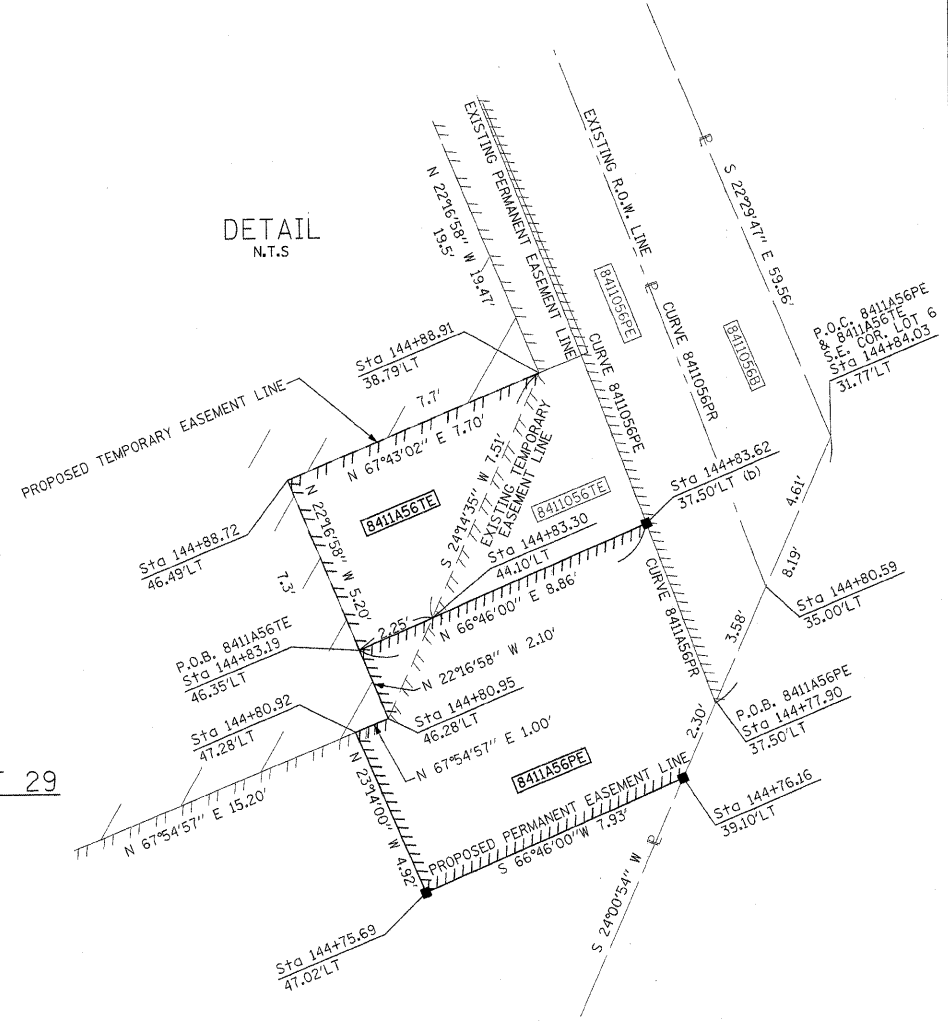 DETAIL
N.T.S
EXISTING PERMANENT EASEMENT LINE
EXISTING R.O.W. LINE
S 22°29'47" E 59.56'
N 22°16'58" W 19.47'
19.5'
8411056PE
CURVE 8411056PR
8411056B
P.O.C. 8411A56PE
& 8411A56TE
S.E. COR. LOT 6
Sta 144+84.03
31.77'LT
Sta 144+88.91
38.79'LT
CURVE 8411056PE
PROPOSED TEMPORARY EASEMENT LINE
7.7'
N 67°43'02" E 7.70'
8411A56TE
S 24°14'35" W 7.51'
EXISTING TEMPORARY
EASEMENT LINE
8411056TE
Sta 144+83.62
37.50'LT (b)
4.61'
8.19'
N 22°16'58" W 5.20'
7.3'
Sta 144+88.72
46.49'LT
Sta 144+83.30
44.10'LT
N 66°46'00" E 8.86'
2.25'
CURVE 8411A56PR
Sta 144+80.59
35.00'LT
3.58'
P.O.B. 8411A56TE
Sta 144+83.19
46.35'LT
N 22°16'58" W 2.10'
Sta 144+80.95
46.28'LT
P.O.B. 8411A56PE
Sta 144+77.90
37.50'LT
2.30'
Sta 144+80.92
47.28'LT
N 67°54'57" E 1.00'
8411A56PE
T 29
N 67°54'57" E 15.20'
N 23°14'00" W 4.92'
PROPOSED PERMANENT EASEMENT LINE
S 66°46'00"W 7.93'
Sta 144+76.16
39.10'LT
S 24°00'54" W
Sta 144+75.69
47.02'LT